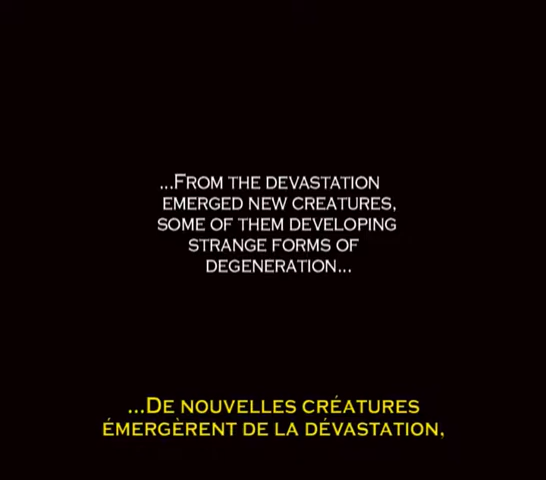 ...From the devastation
emerged new creatures,
some of them developing
strange forms of
degeneration...
...De nouvelles créatures
émergèrent de la dévastation,